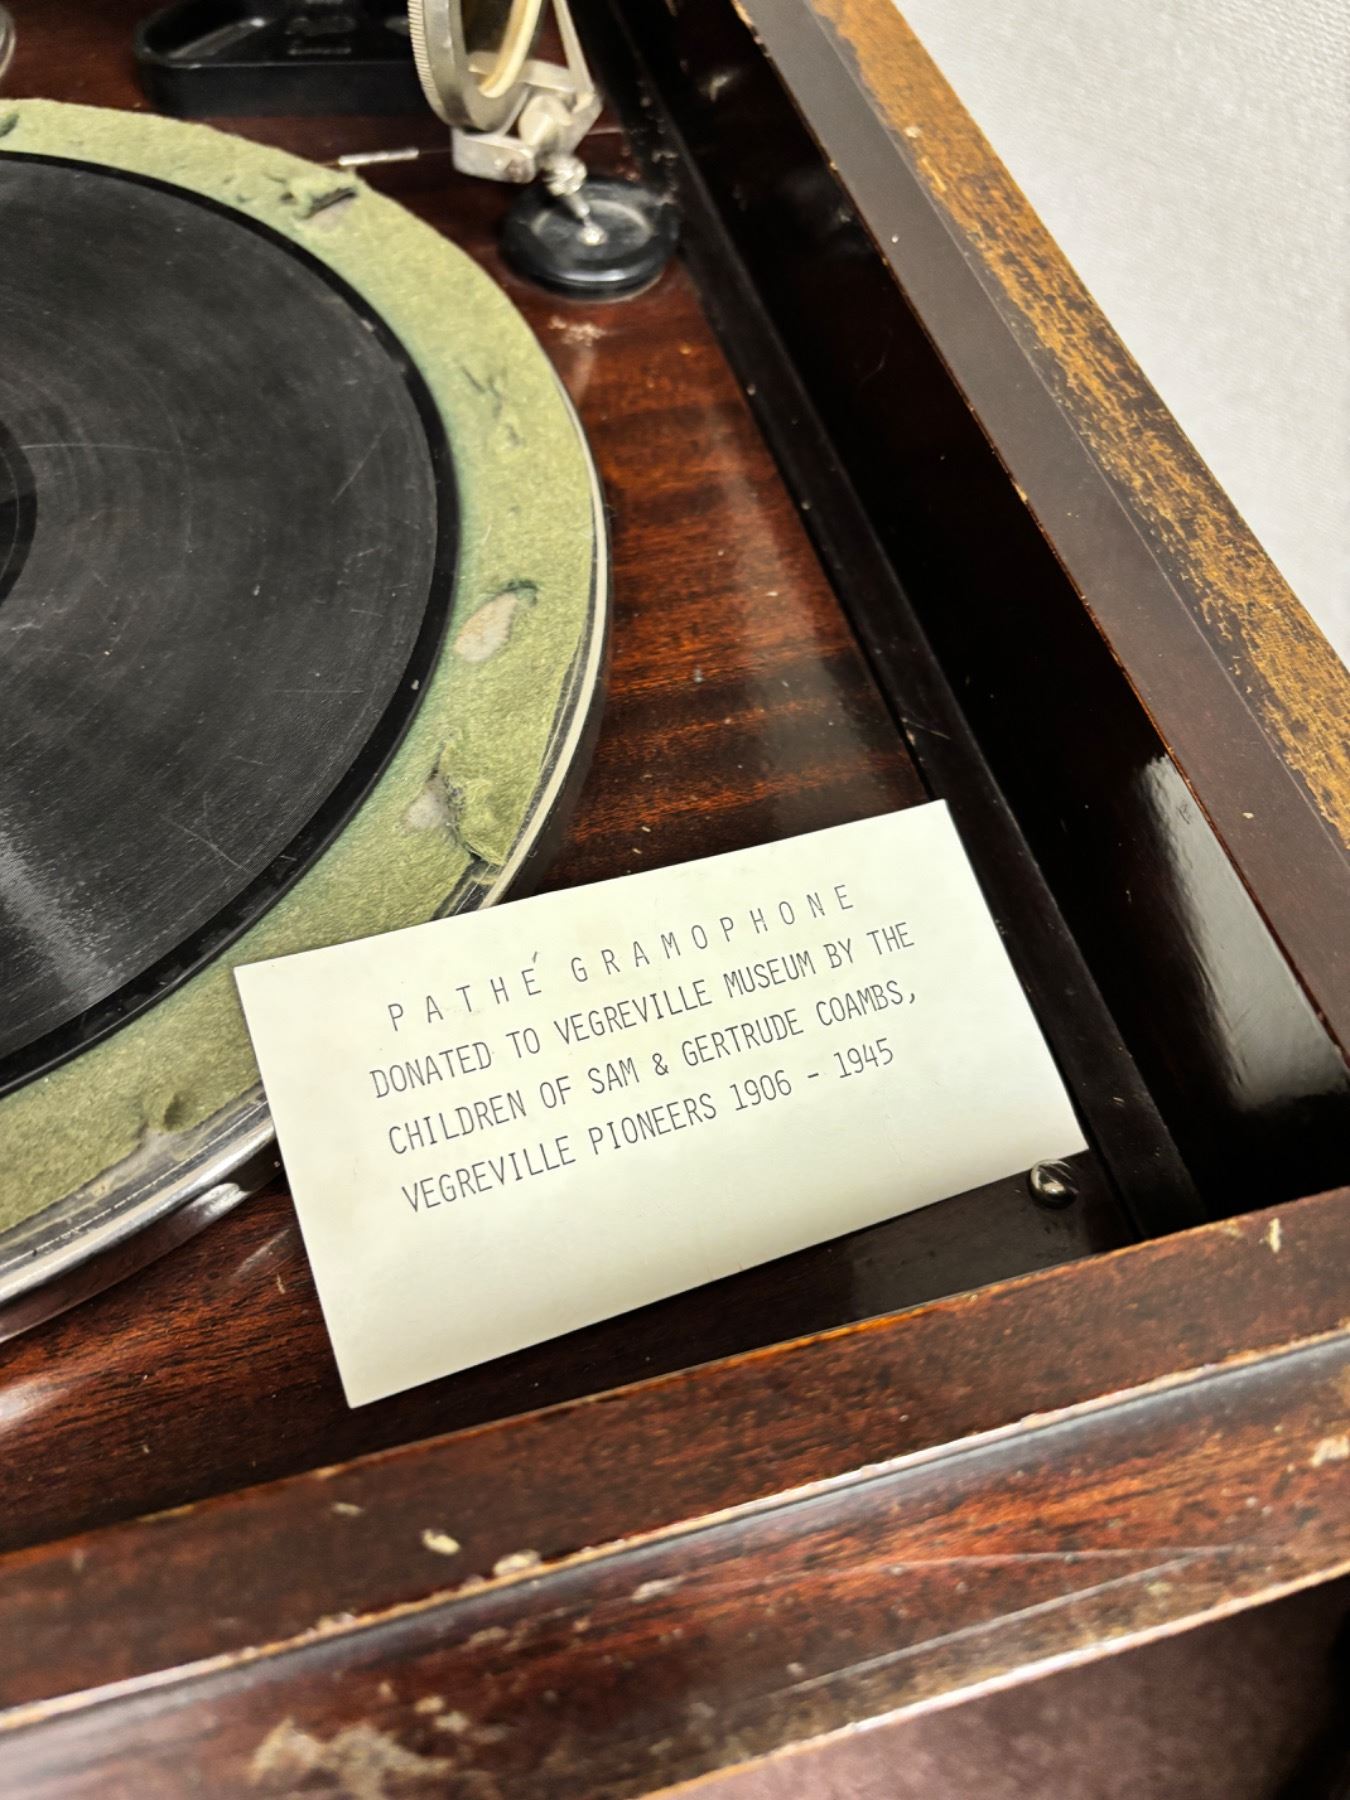 PATHÉ GRAMOPHONE
DONATED TO VEGREVILLE MUSEUM BY THE
CHILDREN OF SAM & GERTRUDE COAMBS,
VEGREVILLE PIONEERS 1906 - 1945